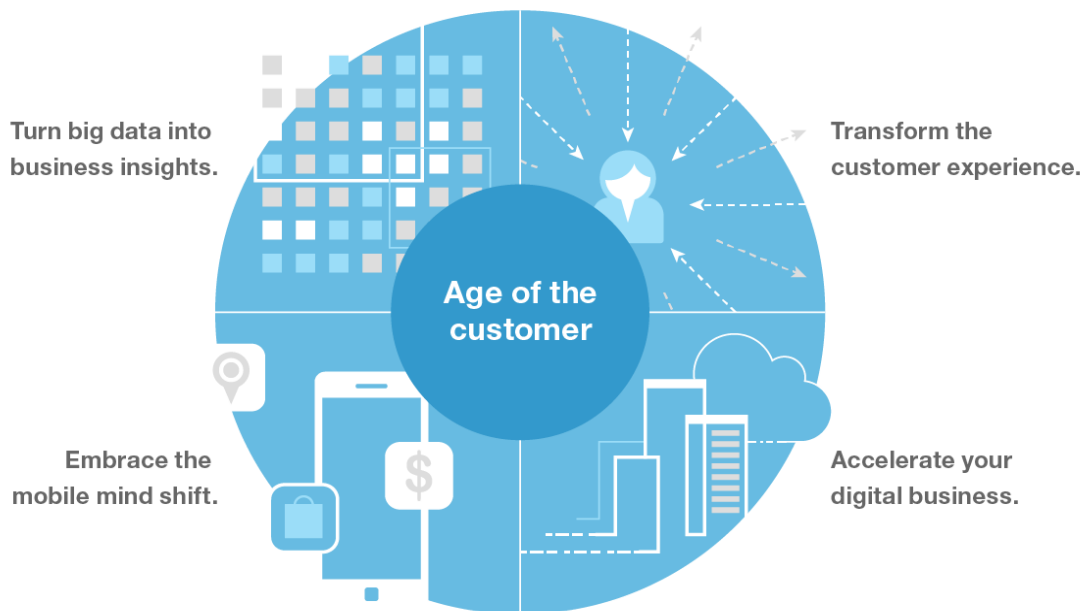 Turn big data into
business insights.
Transform the
customer experience.
Age of the
customer
$
Embrace the
mobile mind shift.
Accelerate your
digital business.